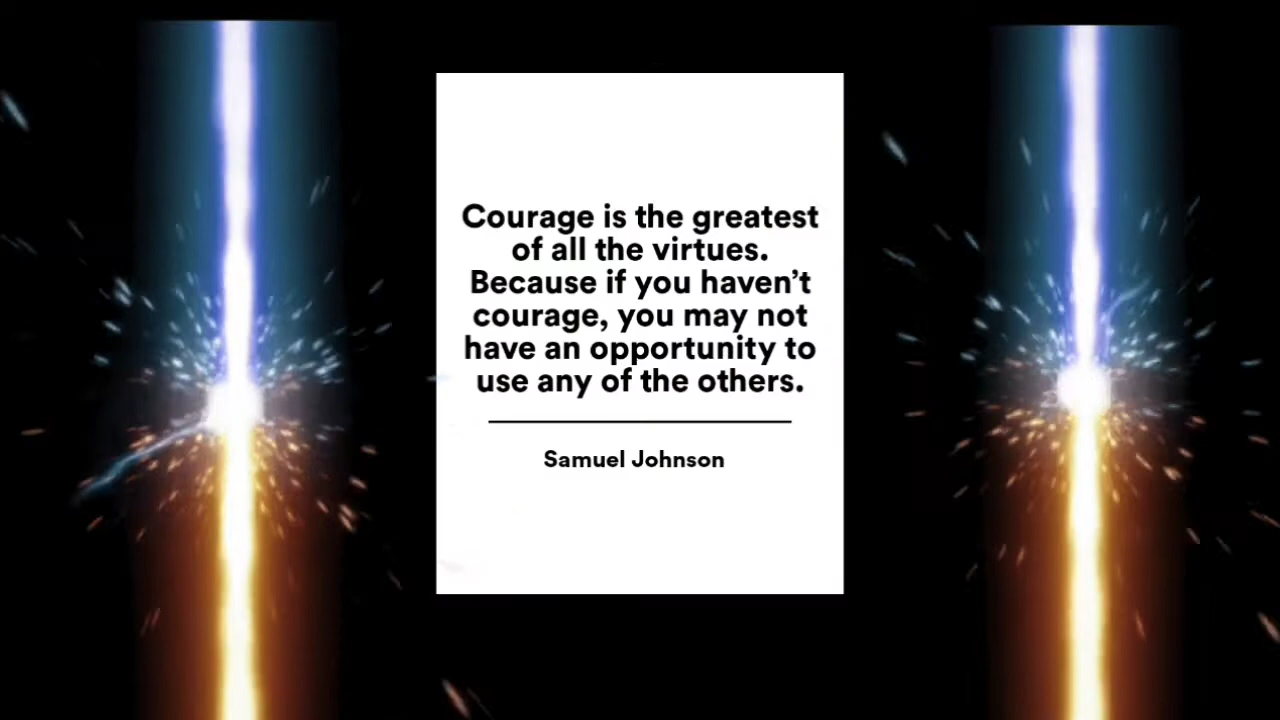 Courage is the greatest
of all the virtues.
Because if you haven’t
courage, you may not
have an opportunity to
use any of the others.
Samuel Johnson